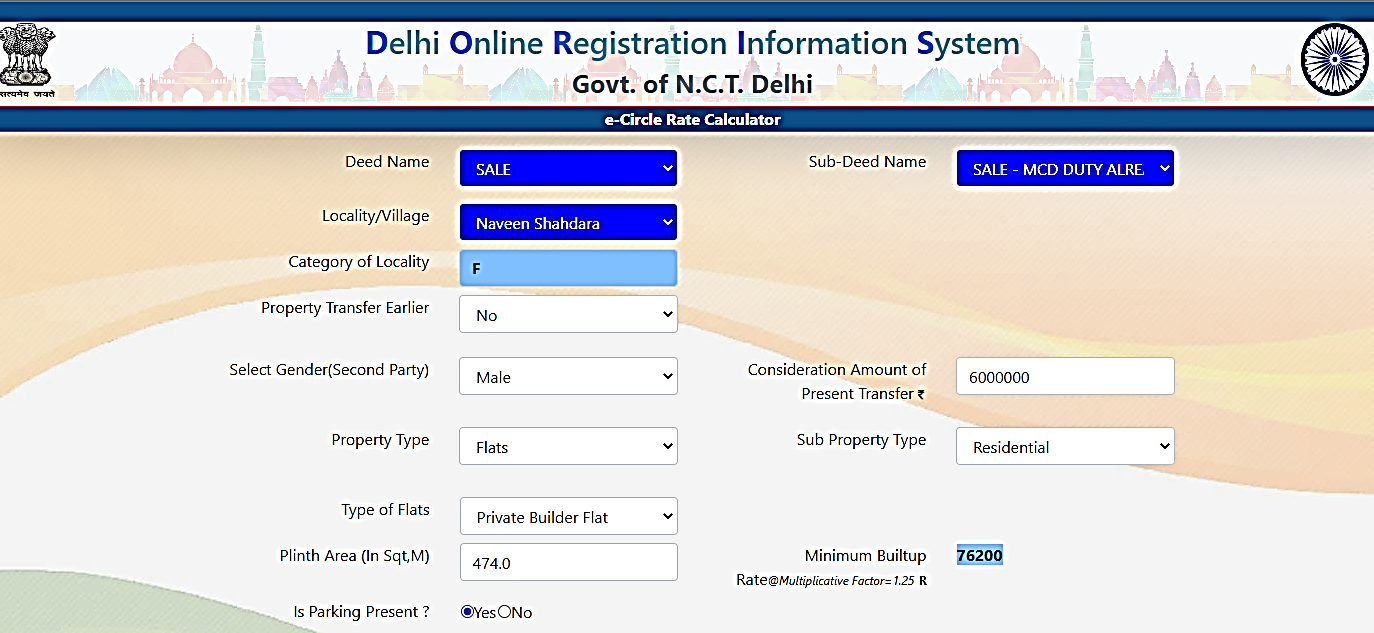 Delhi Online Registration Information System
सत्यमेव जयते
Govt. of N.C.T. Delhi
e-Circle Rate Calculator
Deed Name SALE Sub-Deed Name SALE - MCD DUTY ALRE
Locality/Village Naveen Shahdara
Category of Locality F
Property Transfer Earlier No
Select Gender(Second Party) Male Consideration Amount of
Present Transfer ₹ 6000000
Property Type Flats Sub Property Type Residential
Type of Flats Private Builder Flat
Plinth Area (In Sqt,M) 474.0 Minimum Builtup 76200
Rate@Multiplicative Factor=1.25 R
Is Parking Present ? Yes No